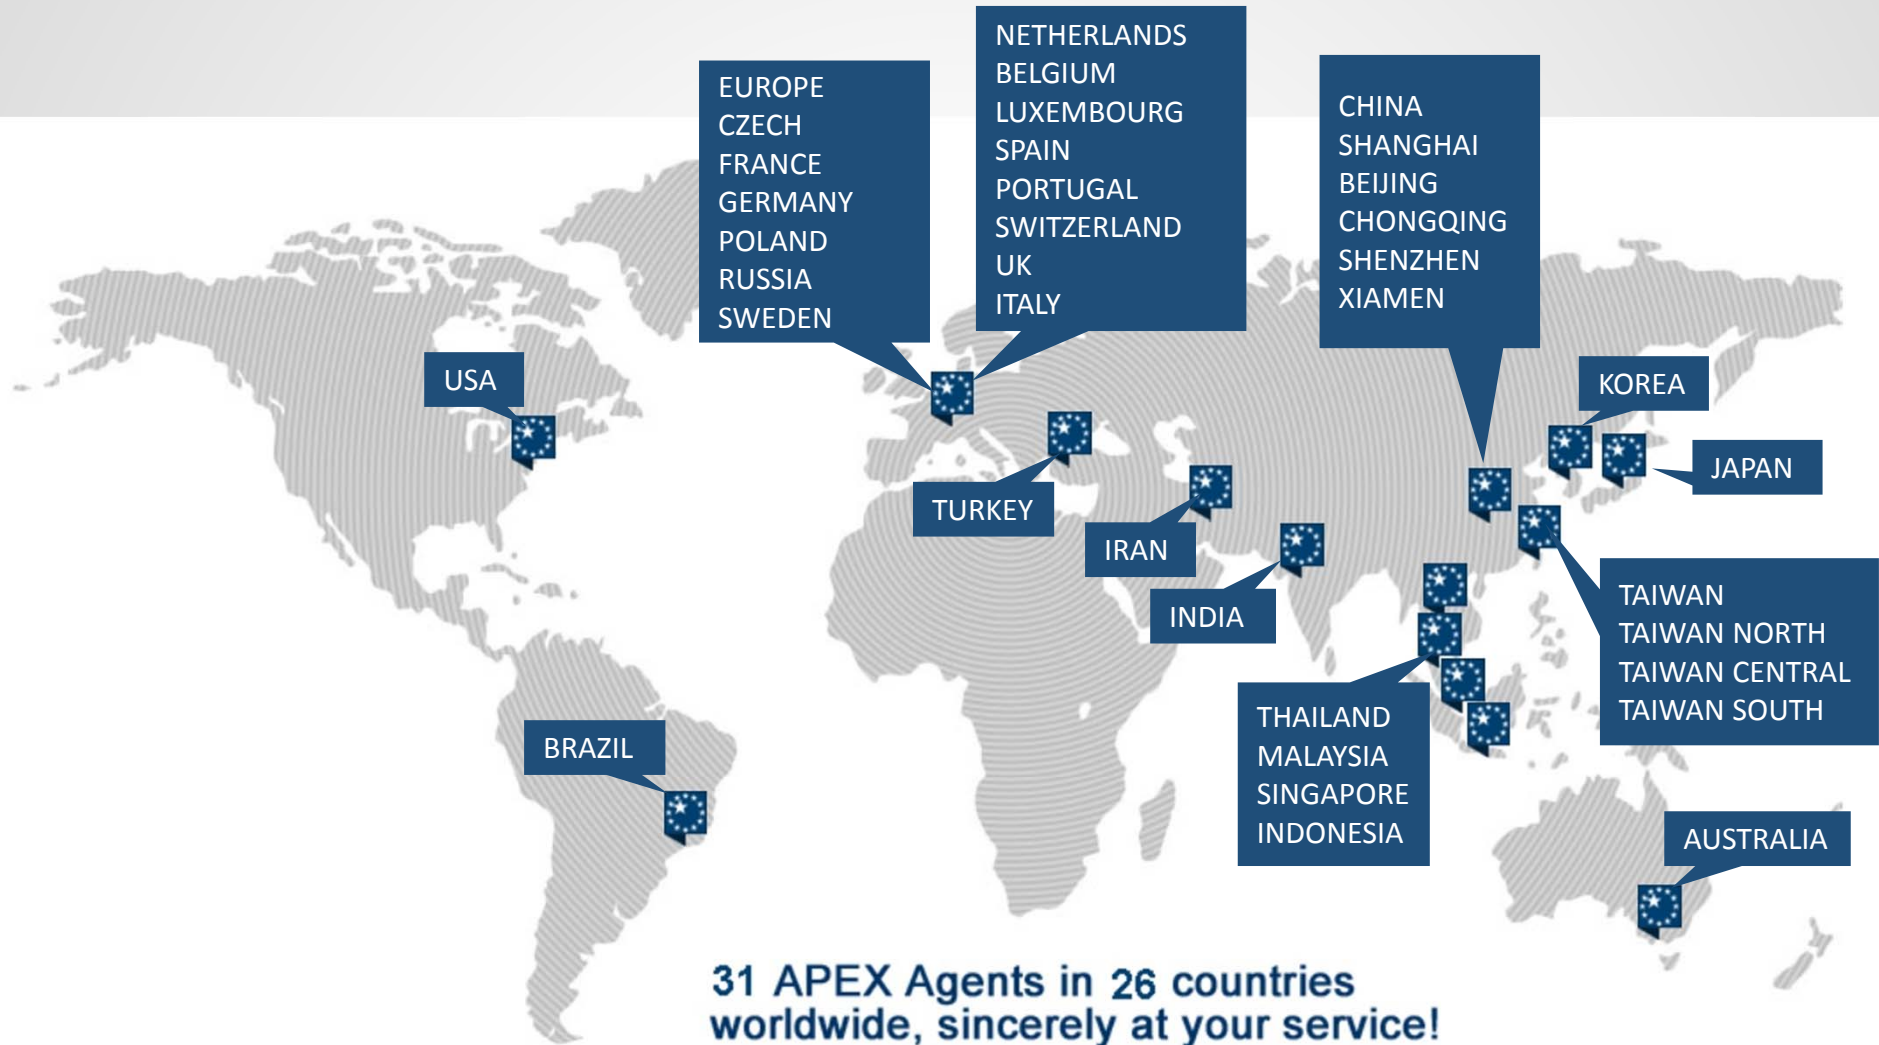 EUROPE
CZECH
FRANCE
GERMANY
POLAND
RUSSIA
SWEDEN
NETHERLANDS
BELGIUM
LUXEMBOURG
SPAIN
PORTUGAL
SWITZERLAND
UK
ITALY
CHINA
SHANGHAI
BEIJING
CHONGQING
SHENZHEN
XIAMEN
USA
KOREA
JAPAN
TURKEY
IRAN
INDIA
TAIWAN
TAIWAN NORTH
TAIWAN CENTRAL
TAIWAN SOUTH
THAILAND
MALAYSIA
SINGAPORE
INDONESIA
BRAZIL
AUSTRALIA
31 APEX Agents in 26 countries
worldwide, sincerely at your service!